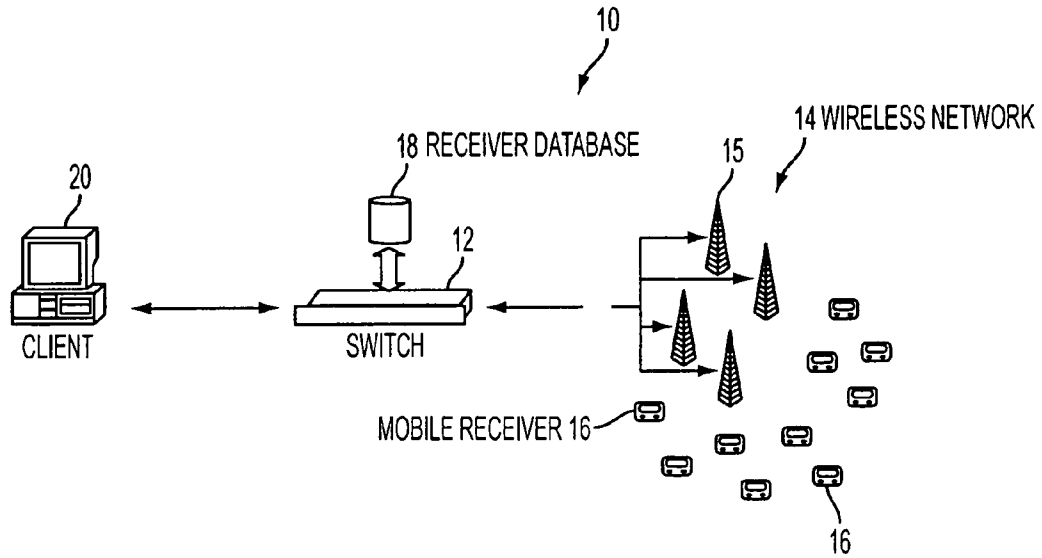 10
14 WIRELESS NETWORK
18 RECEIVER DATABASE
15
20
12
CLIENT
SWITCH
MOBILE RECEIVER 16
16